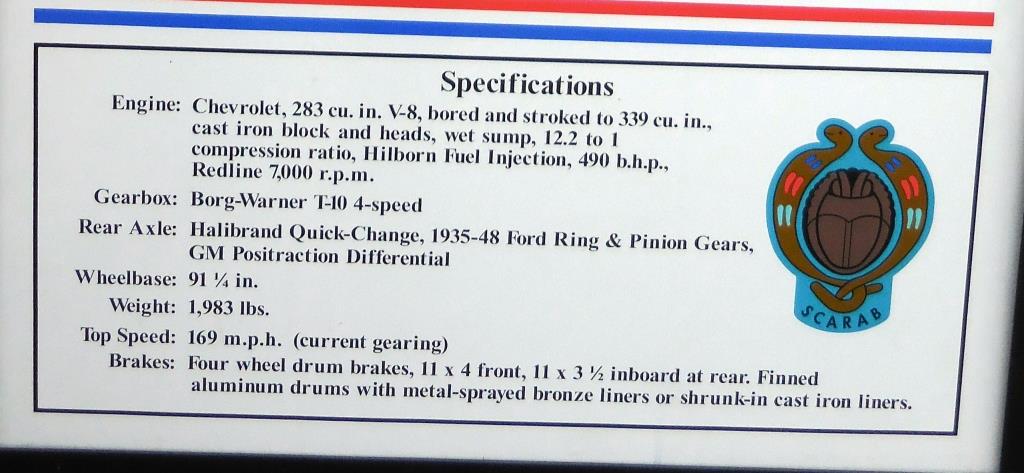 Specifications
Engine: Chevrolet, 283 cu. in. V-8, bored and stroked to 339 cu. in.,
cast iron block and heads, wet sump, 12.2 to 1
compression ratio, Hilborn Fuel Injection, 490 b.h.p.,
Redline 7,000 r.p.m.
Gearbox: Borg-Warner T-10 4-speed
Rear Axle: Halibrand Quick-Change, 1935-48 Ford Ring & Pinion Gears,
GM Positraction Differential
Wheelbase: 91 ¼ in.
Weight: 1,983 lbs.
Top Speed: 169 m.p.h. (current gearing)
Brakes: Four wheel drum brakes, 11 x 4 front, 11 x 3 ½ inboard at rear. Finned
aluminum drums with metal-sprayed bronze liners or shrunk-in cast iron liners.
SCARAB